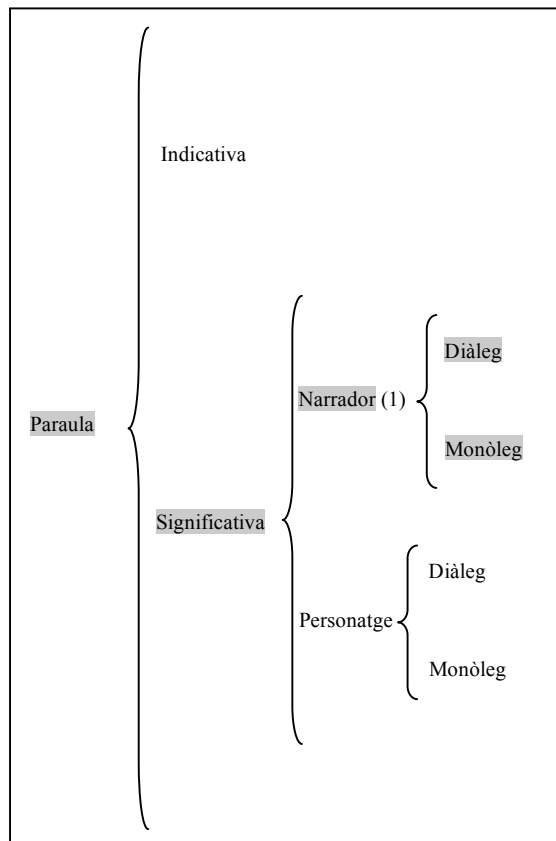 Indicativa
Diàleg
Narrador (1)
Monòleg
Paraula
Significativa
Diàleg
Personatge
Monòleg